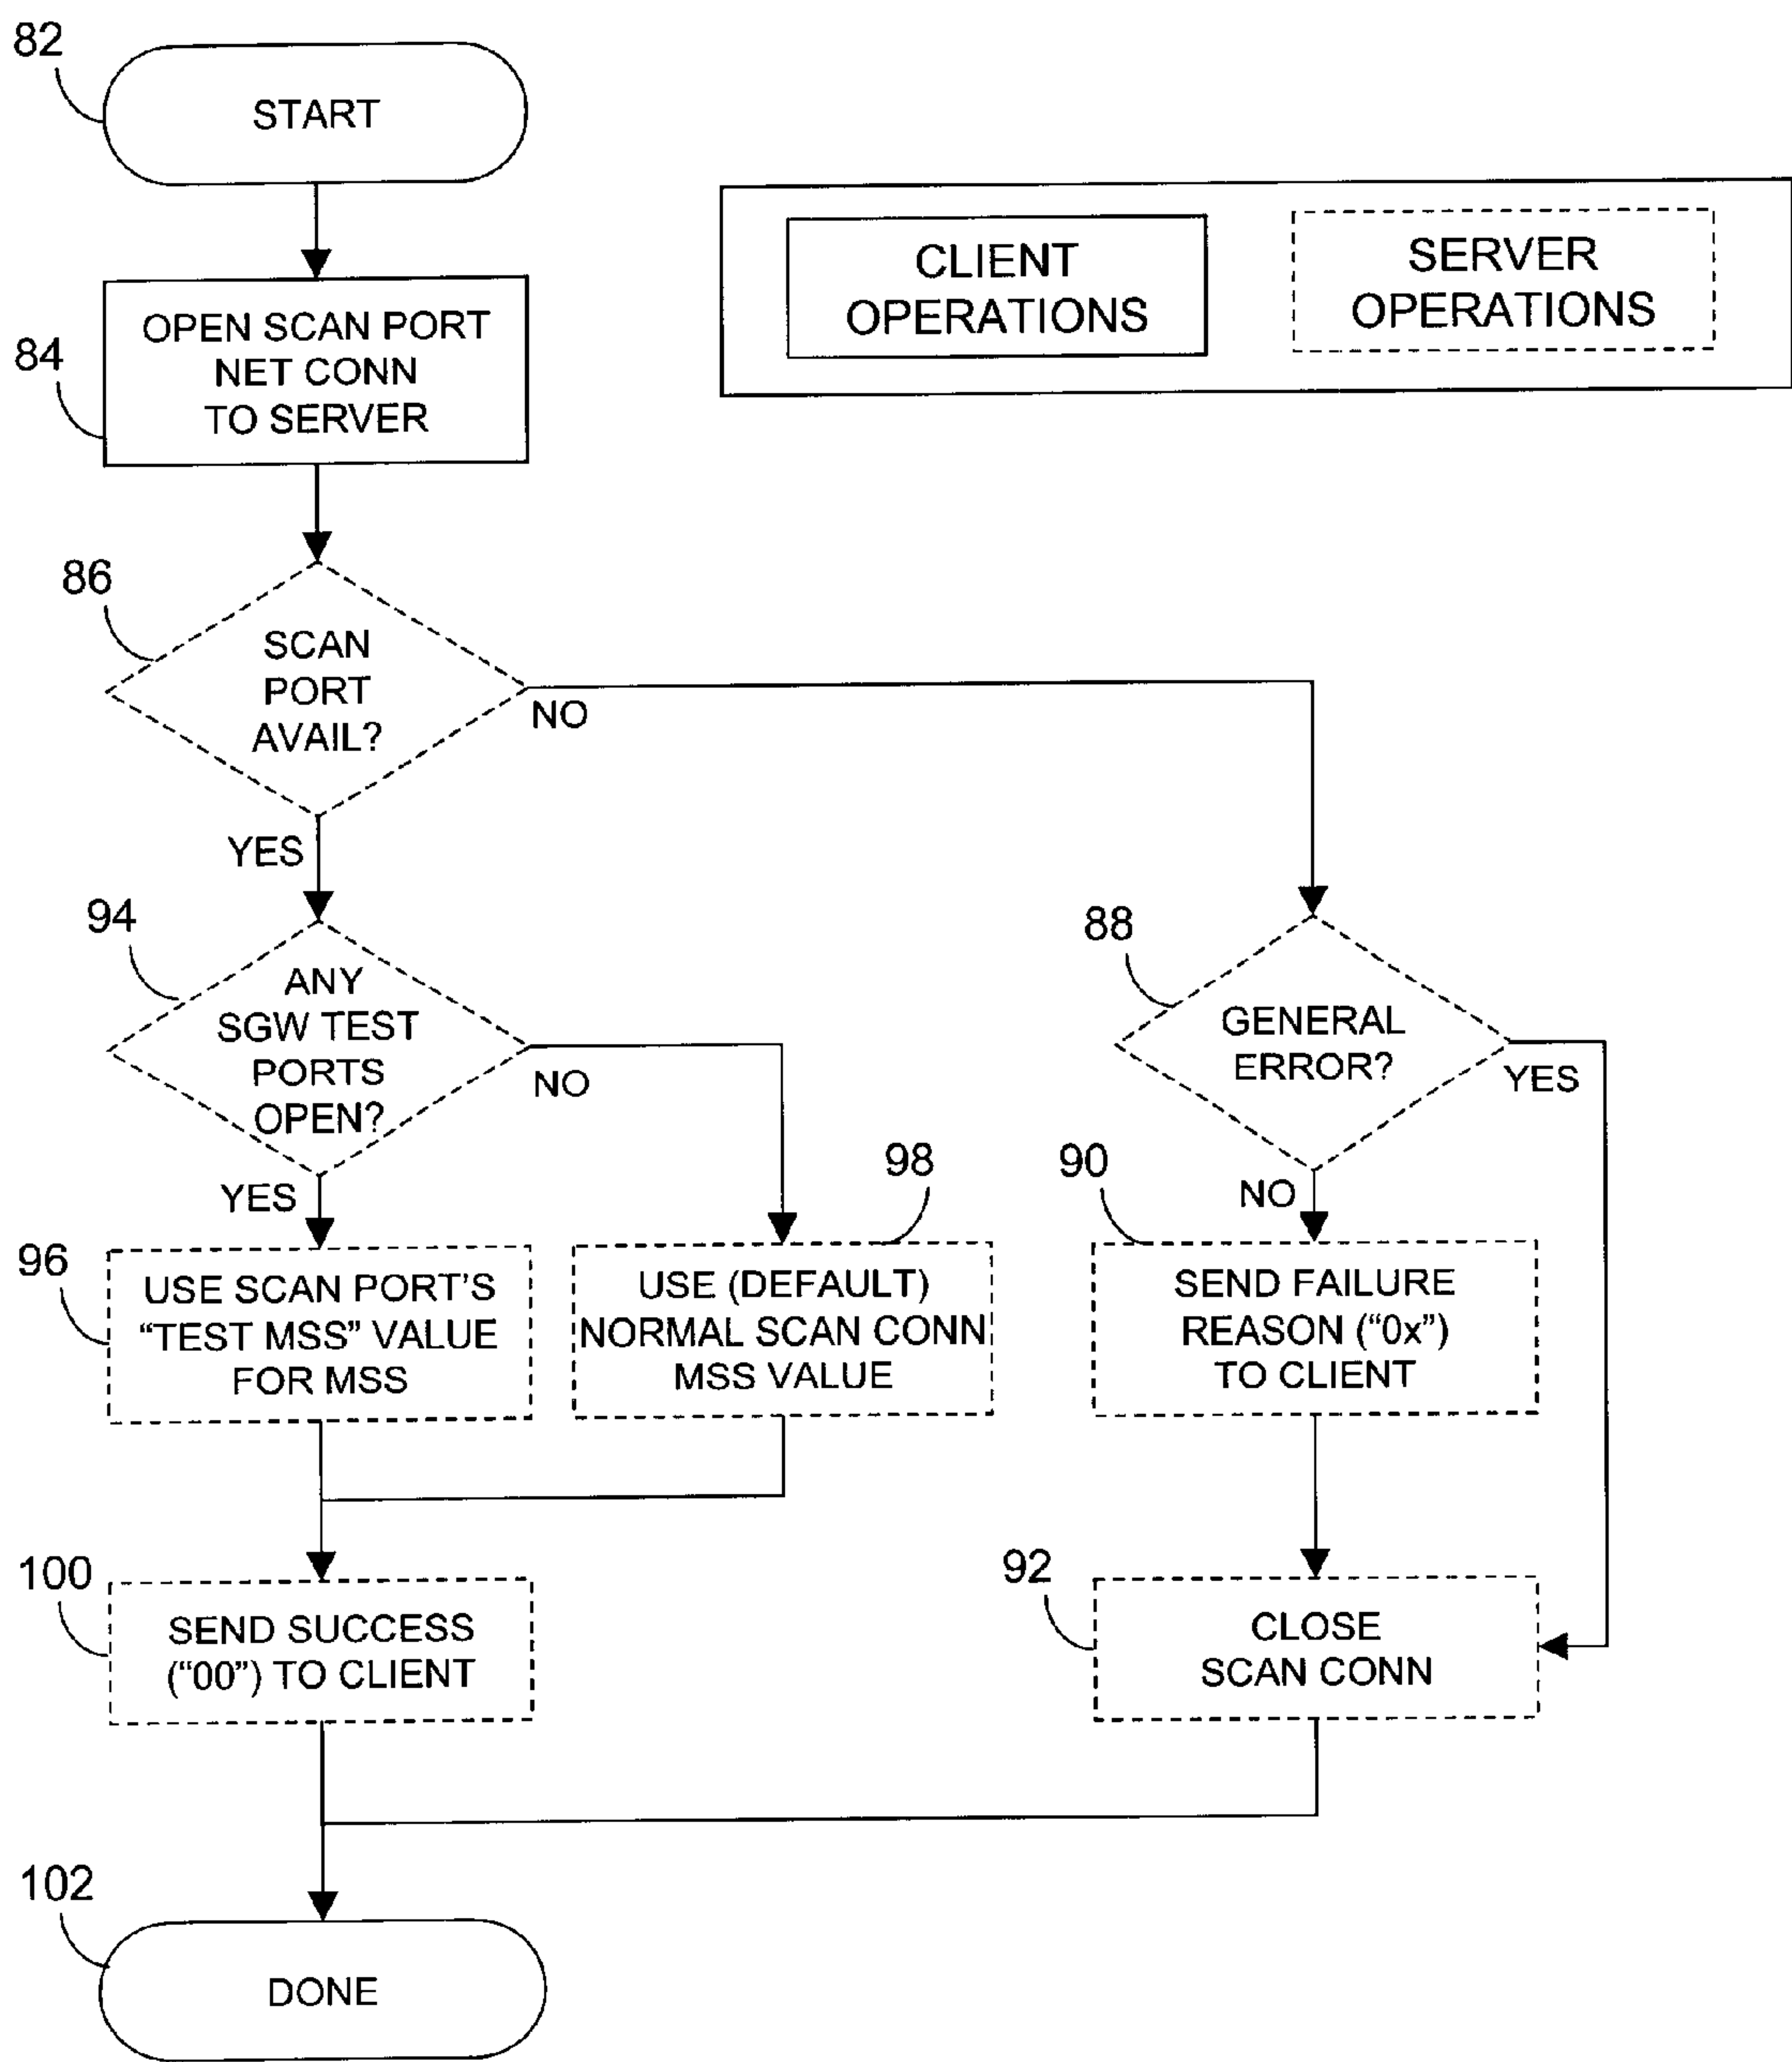 82
START
CLIENT
OPERATIONS
SERVER
OPERATIONS
84
OPEN SCAN PORT
NET CONN
TO SERVER
86
SCAN
PORT
AVAIL?
NO
YES
94
ANY
SGW TEST
PORTS
OPEN?
NO
YES
88
GENERAL
ERROR?
YES
NO
96
USE SCAN PORT'S
“TEST MSS” VALUE
FOR MSS
98
USE (DEFAULT)
NORMAL SCAN CONN
MSS VALUE
90
SEND FAILURE
REASON (“0x”)
TO CLIENT
100
SEND SUCCESS
(“00”) TO CLIENT
92
CLOSE
SCAN CONN
102
DONE